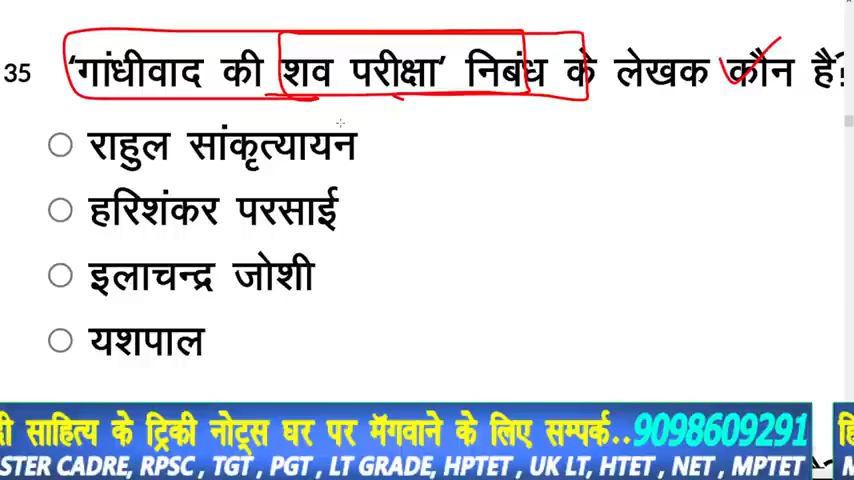 35 'गांधीवाद की शव परीक्षा' निबंध के लेखक कौन है?
राहुल सांकृत्यायन
हरिशंकर परसाई
इलाचन्द्र जोशी
यशपाल
दी साहित्य के ट्रिकी नोट्स घर पर मॅगवाने के लिए सम्पर्क..9098609291 हि
STER CADRE, RPSC , TGT , PGT , LT GRADE, HPTET , UK LT, HTET , NET , MPTET M